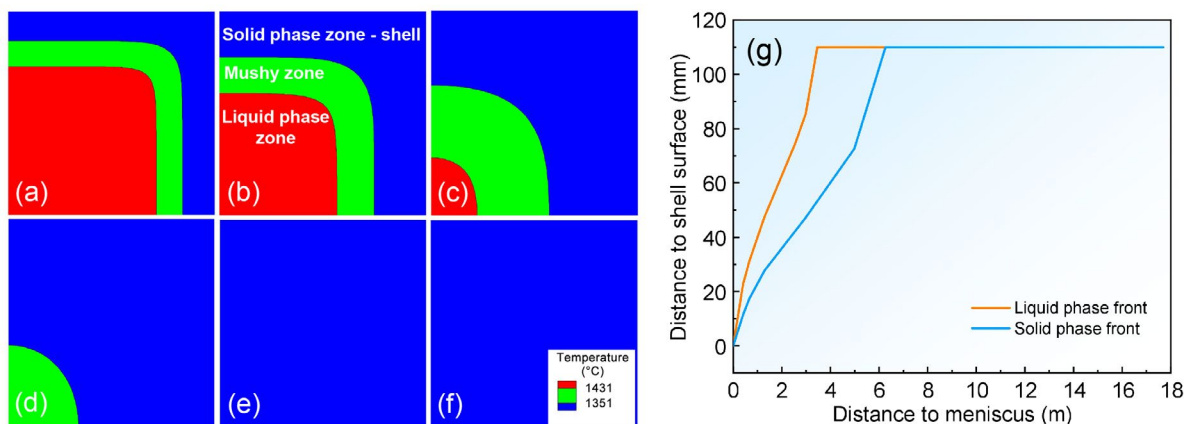 Solid phase zone - shell
Mushy zone
Liquid phase
zone
(a)
(b)
(c)
(d)
(e)
(f)
Temperature
(°C)
1431
1351
(g)
Distance to shell surface (mm)
120
100
80
60
40
20
0
Liquid phase front
Solid phase front
0 2 4 6 8 10 12 14 16 18
Distance to meniscus (m)